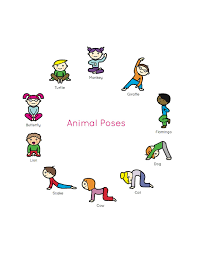 Animal Poses
Monkey
Giraffe
Flamingo
Dog
Cat
Cow
Snake
Lion
Butterfly
Turtle